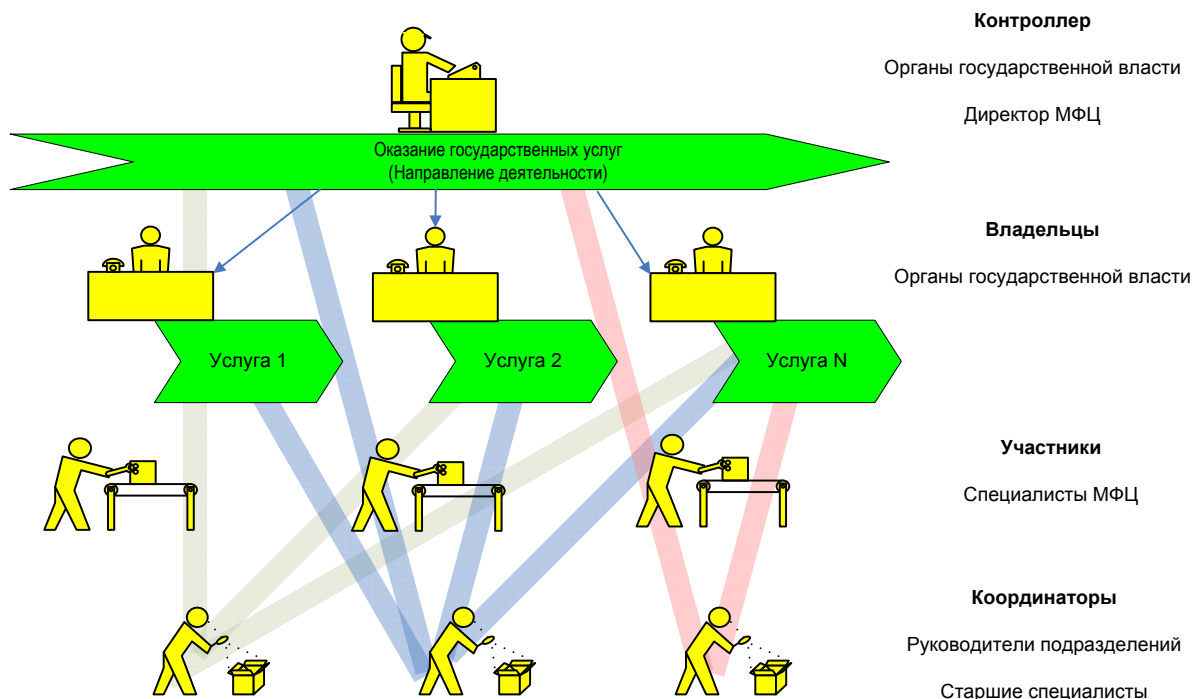 Контроллер
Органы государственной власти
Директор МФЦ
Оказание государственных услуг
(Направление деятельности)
Владельцы
Органы государственной власти
Услуга 1
Услуга 2
Услуга N
Участники
Специалисты МФЦ
Координаторы
Руководители подразделений
Старшие специалисты